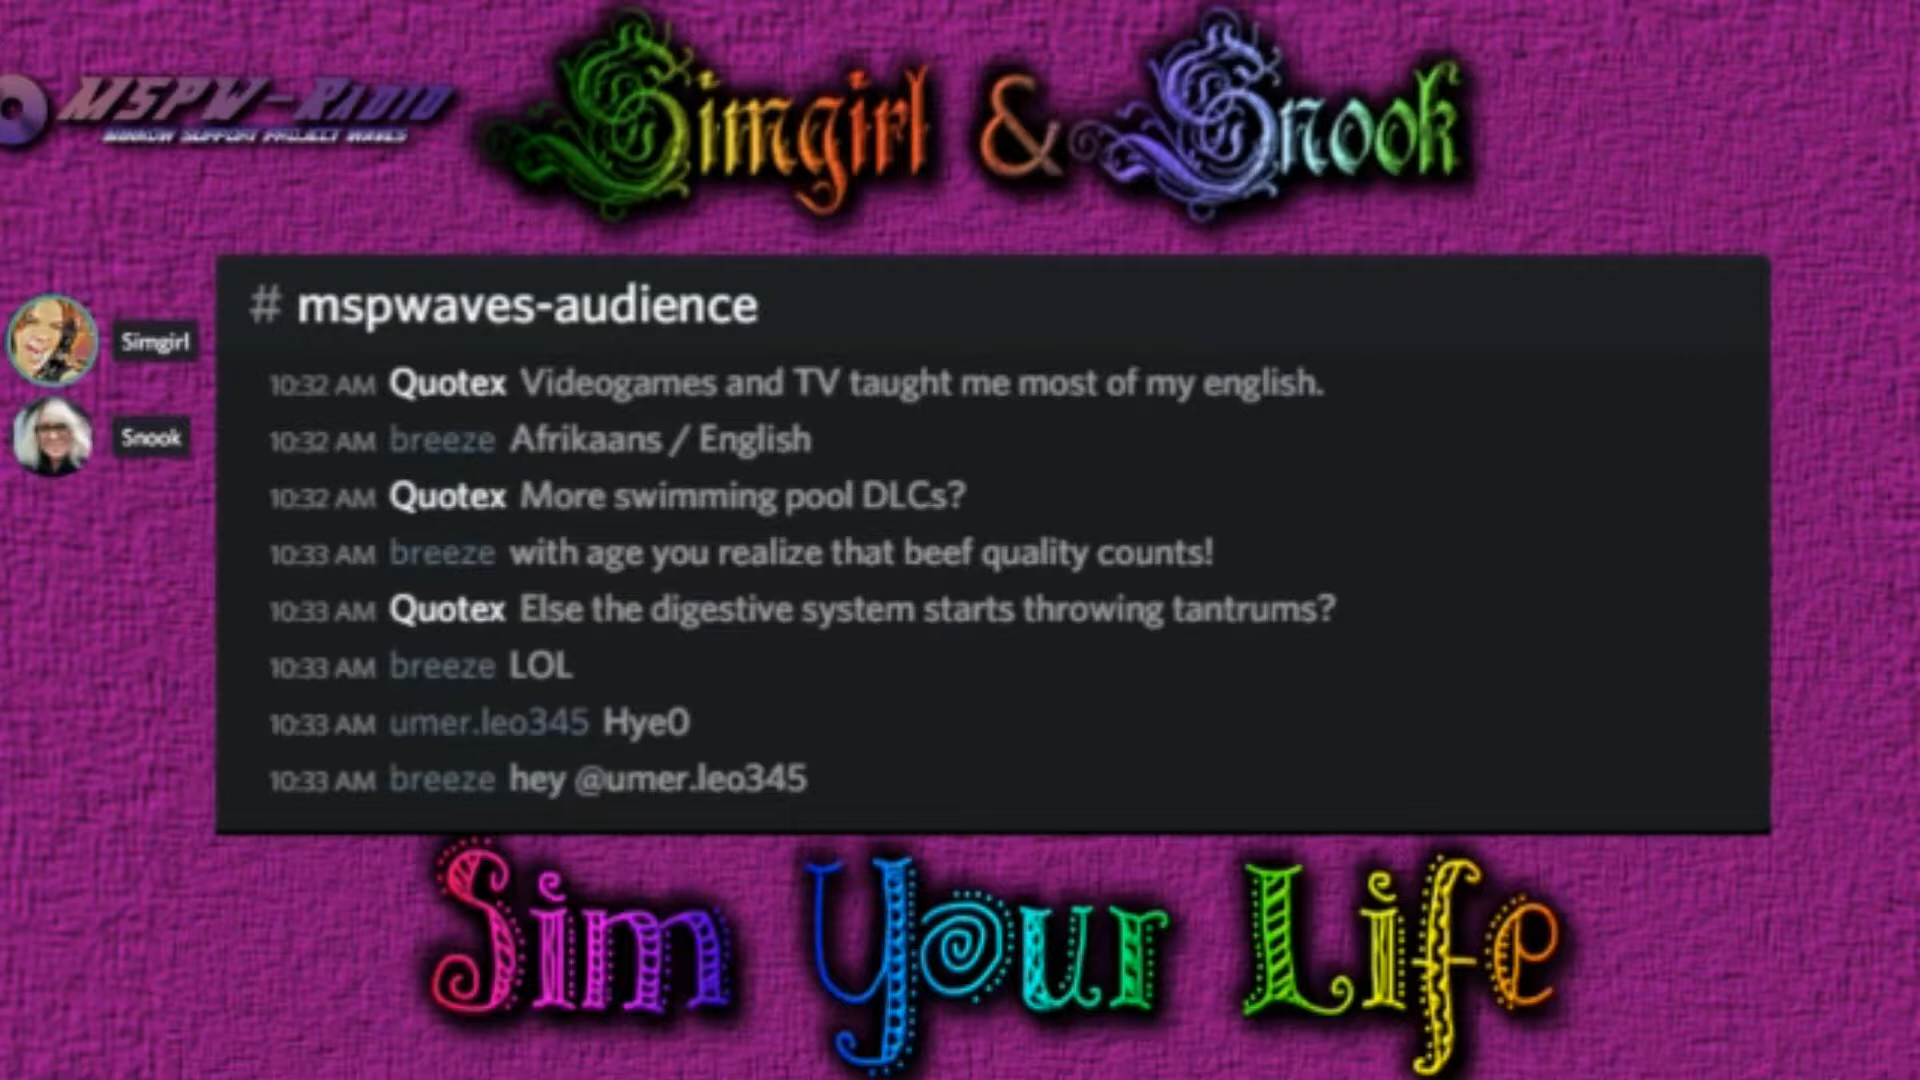 MSPW-Radio
MINNOW SUPPORT PROJECT WAVES
Simgirl & Snook
# mspwaves-audience
Simgirl
Snook
10:32 AM Quotex Videogames and TV taught me most of my english.
10:32 AM breeze Afrikaans / English
10:32 AM Quotex More swimming pool DLCs?
10:33 AM breeze with age you realize that beef quality counts!
10:33 AM Quotex Else the digestive system starts throwing tantrums?
10:33 AM breeze LOL
10:33 AM umer.leo345 Hye0
10:33 AM breeze hey @umer.leo345
Sim Your Life